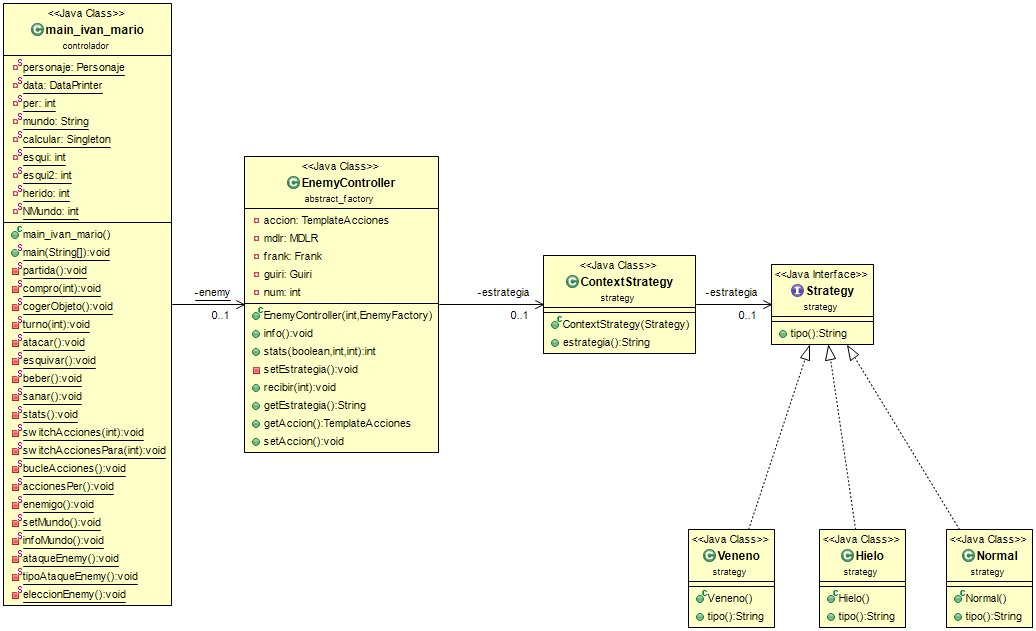 <<Java Class>>
main_ivan_mario
controlador
personaje: Personaje
data: DataPrinter
per: int
mundo: String
calcular: Singleton
esqui: int
esqui2: int
herido: int
NMundo: int
main_ivan_mario()
main(String[]):void
partida():void
compro(int):void
cogerObjeto():void
turno(int):void
atacar():void
esquivar():void
beber():void
sanar():void
stats():void
switchAcciones(int):void
switchAccionesPara(int):void
bucleAcciones():void
accionesPer():void
enemigo():void
setMundo():void
infoMundo():void
ataqueEnemy():void
tipoAtaqueEnemy():void
eleccionEnemy():void
-enemy
0..1
<<Java Class>>
EnemyController
abstract_factory
accion: TemplateAcciones
mdlr: MDLR
frank: Frank
guiri: Guiri
num: int
EnemyController(int,EnemyFactory)
info():void
stats(boolean,int,int):int
setEstrategia():void
recibir(int):void
getEstrategia():String
getAccion():TemplateAcciones
setAccion():void
-estrategia
0..1
<<Java Class>>
ContextStrategy
strategy
ContextStrategy(Strategy)
estrategia():String
-estrategia
0..1
<<Java Interface>>
Strategy
strategy
tipo():String
<<Java Class>>
Veneno
strategy
Veneno()
tipo():String
<<Java Class>>
Hielo
strategy
Hielo()
tipo():String
<<Java Class>>
Normal
strategy
Normal()
tipo():String